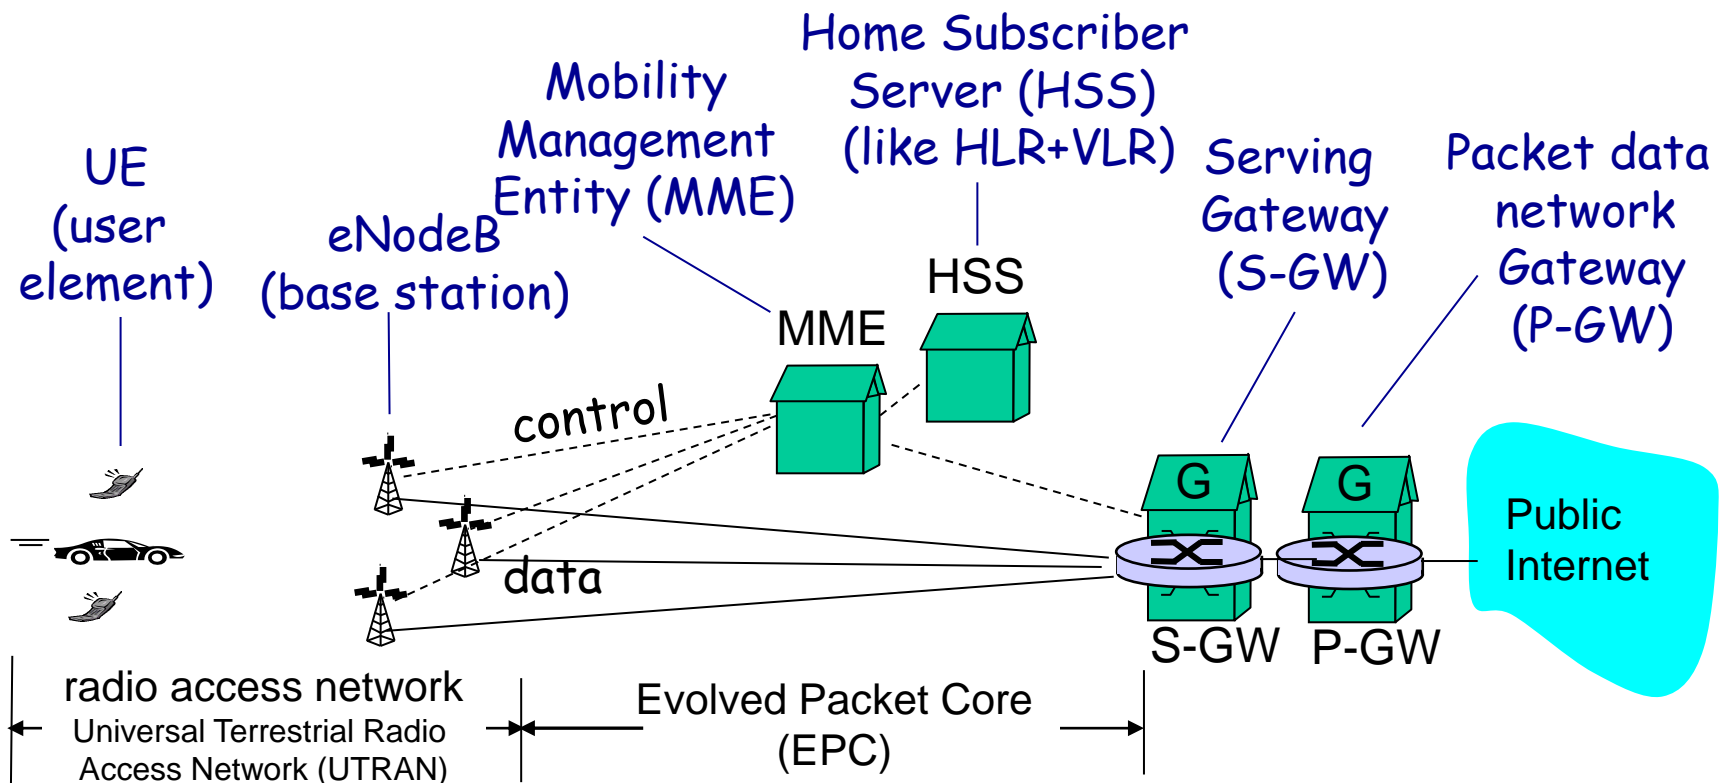 Home Subscriber
Server (HSS)
(like HLR+VLR)
Mobility
Management
Entity (MME)
UE
(user
element)
eNodeB
(base station)
Serving
Gateway
(S-GW)
Packet data
network
Gateway
(P-GW)
HSS
MME
control
data
G
G
Public
Internet
S-GW
P-GW
radio access network
Universal Terrestrial Radio
Access Network (UTRAN)
Evolved Packet Core
(EPC)